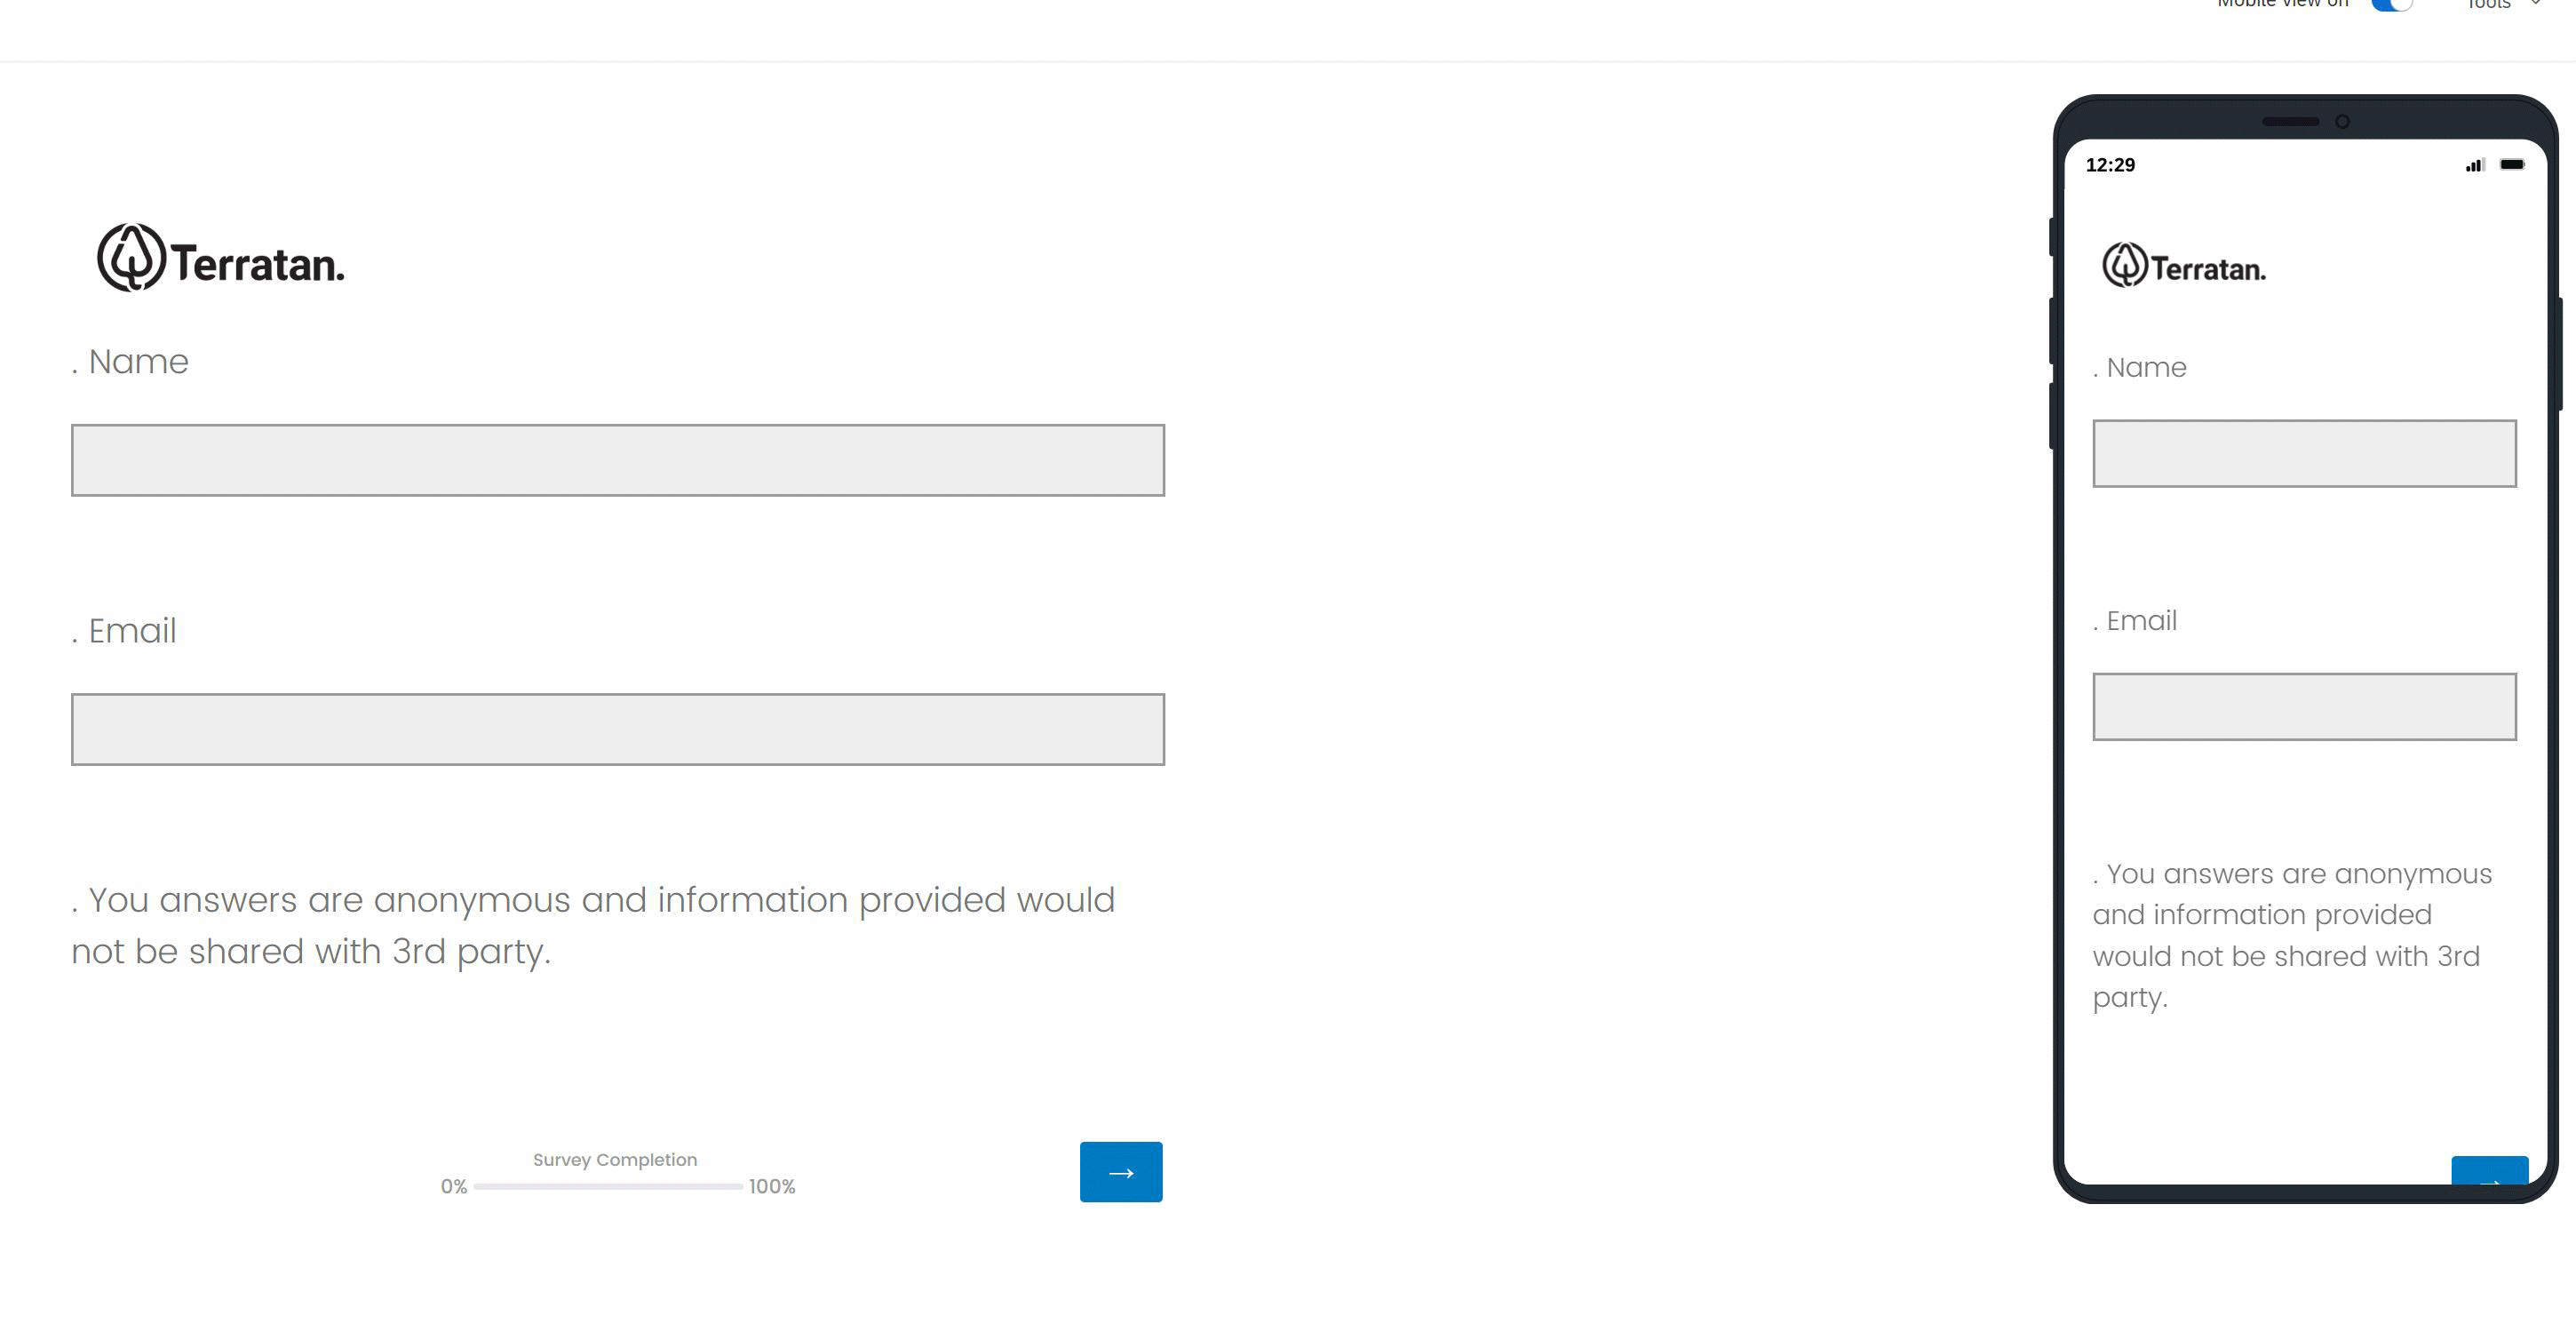 Mobile view on
Tools
Terratan.
. Name
. Email
. You answers are anonymous and information provided would
not be shared with 3rd party.
Survey Completion
0% 100%
→
12:29
Terratan.
. Name
. Email
. You answers are anonymous
and information provided
would not be shared with 3rd
party.